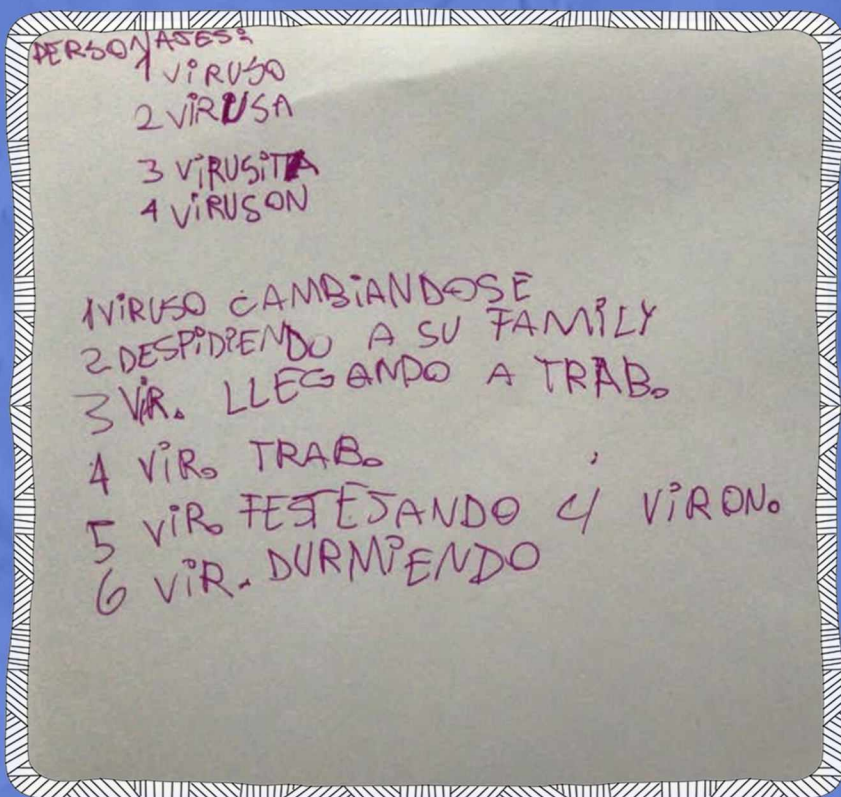 PERSONAJES:
1 VIRUSO
2 VIRUSA
3 VIRUSITA
4 VIRUSON
1 VIRUSO CAMBIANDOSE
2 DESPIDIENDO A SU FAMILY
3 VIR. LLEGANDO A TRAB.
4 VIR. TRAB.
5 VIR. FESTEJANDO C/ VIRON.
6 VIR. DURMIENDO